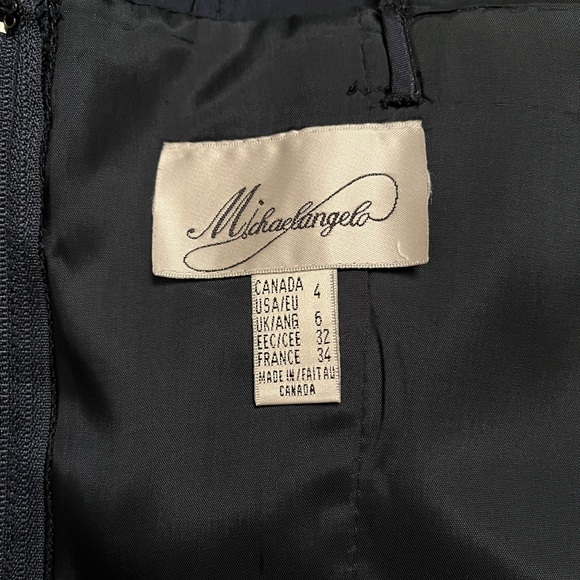 Michaelangelo
CANADA 4
USA/EU
UK/ANG 6
EEC/CEE 32
FRANCE 34
MADE IN/FAIT AU
CANADA